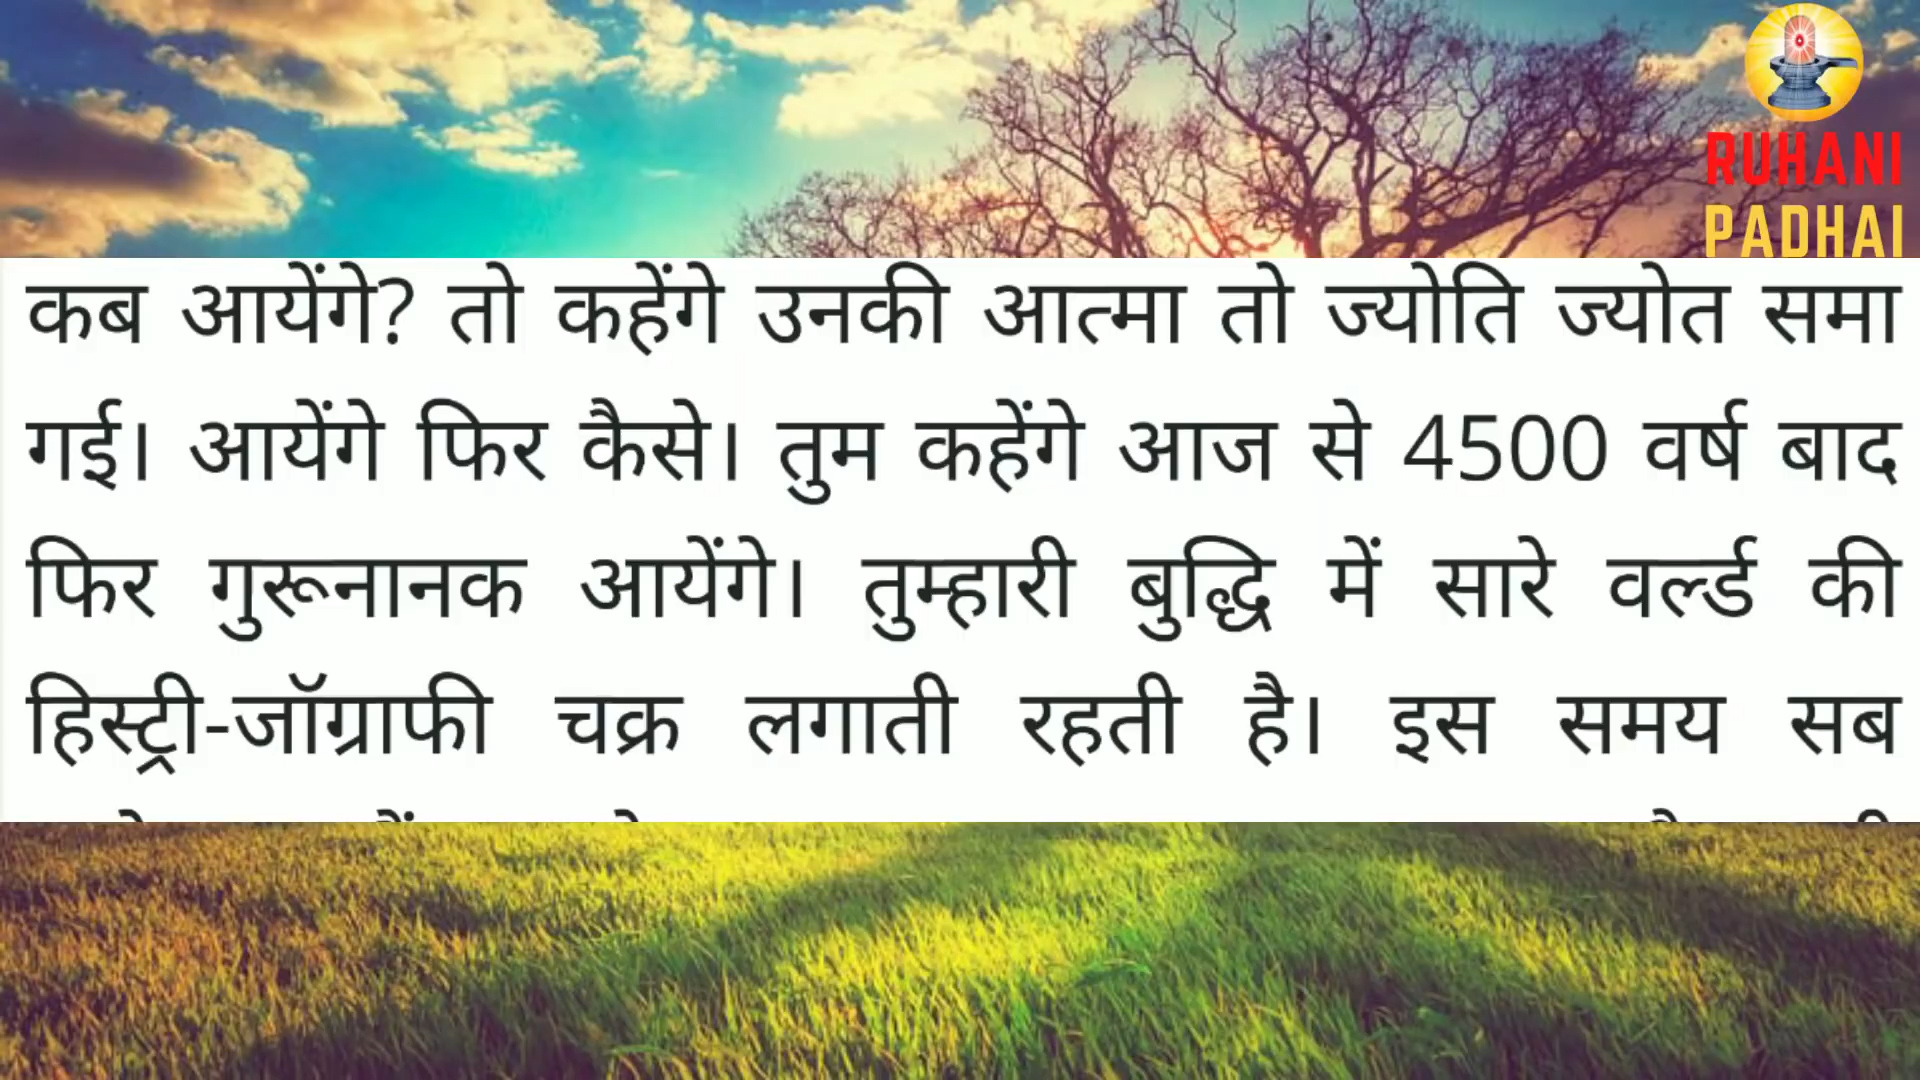 RUHANI
PADHAI
कब आयेंगे? तो कहेंगे उनकी आत्मा तो ज्योति ज्योत समा
गई। आयेंगे फिर कैसे। तुम कहेंगे आज से 4500 वर्ष बाद
फिर गुरूनानक आयेंगे। तुम्हारी बुद्धि में सारे वर्ल्ड की
हिस्ट्री-जॉग्राफी चक्र लगाती रहती है। इस समय सब